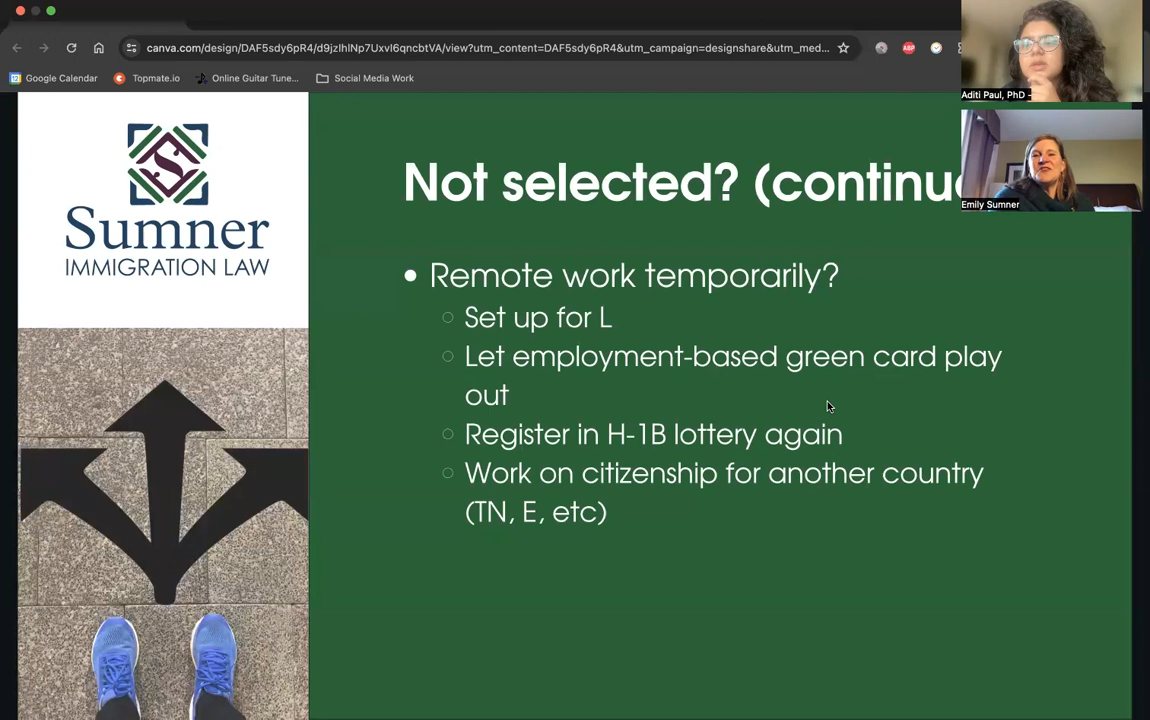 canva.com/design/DAF5sdy6pR4/d9jzIhlNp7UxvI6qncbtVA/view?utm_content=DAF5sdy6pR4&utm_campaign=designshare&utm_med...
ABP
Google Calendar
Topmate.io
Online Guitar Tune...
Social Media Work
Aditi Paul, PhD -
Emily Sumner
S
Sumner
IMMIGRATION LAW
Not selected? (continue
• Remote work temporarily?
○ Set up for L
○ Let employment-based green card play
out
○ Register in H-1B lottery again
○ Work on citizenship for another country
(TN, E, etc)